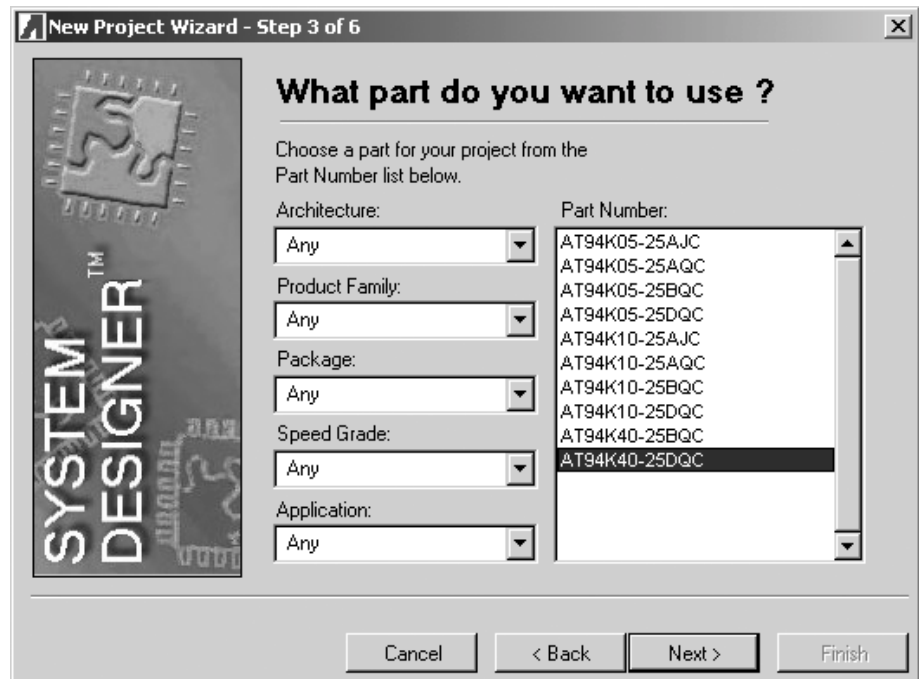 New Project Wizard - Step 3 of 6
SYSTEM
DESIGNER™
What part do you want to use ?
Choose a part for your project from the
Part Number list below.
Architecture:
Any
Product Family:
Any
Package:
Any
Speed Grade:
Any
Application:
Any
Part Number:
AT94K05-25AJC
AT94K05-25AQC
AT94K05-25BQC
AT94K05-25DQC
AT94K10-25AJC
AT94K10-25AQC
AT94K10-25BQC
AT94K10-25DQC
AT94K40-25BQC
AT94K40-25DQC
Cancel
< Back
Next >
Finish